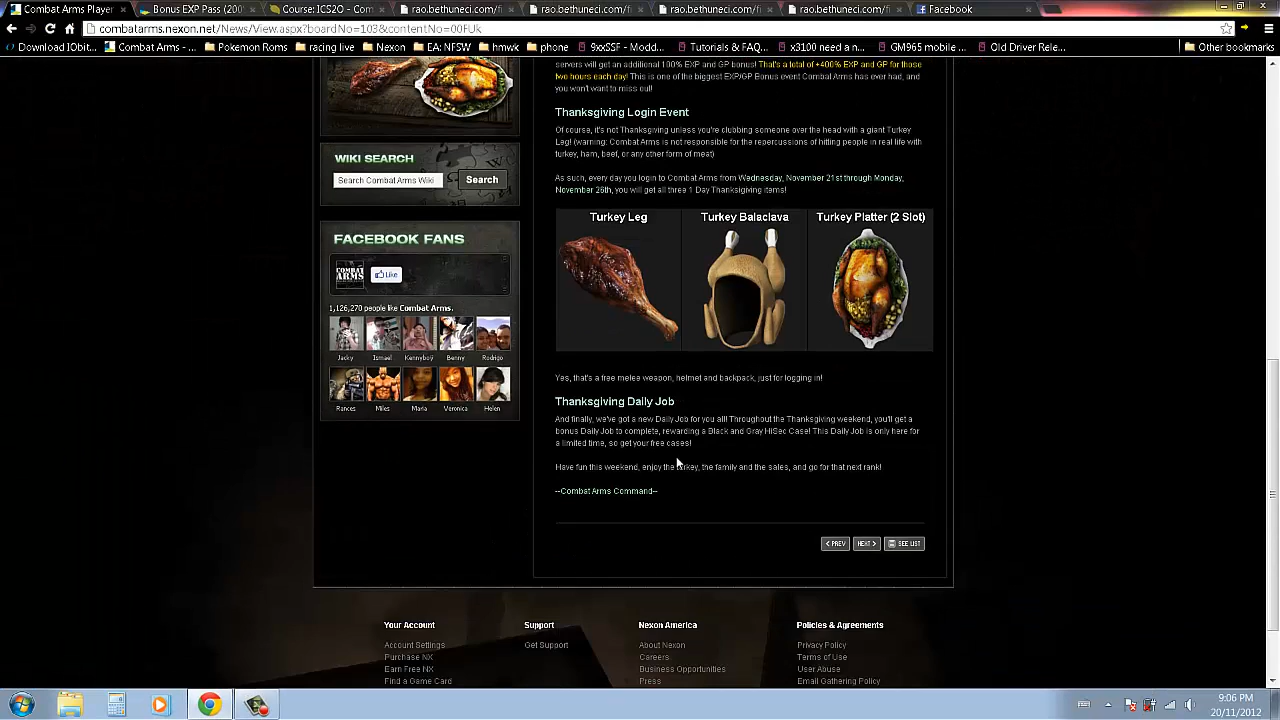 Combat Arms Player
Bonus EXP Pass (200
Course: ICS2O - Com
rao.bethuneci.com/fi
rao.bethuneci.com/fi
rao.bethuneci.com/fi
rao.bethuneci.com/fi
Facebook
combatarms.nexon.net/News/View.aspx?boardNo=103&contentNo=00FUk
Download IObit
Combat Arms -
Pokemon Roms
racing live
Nexon
EA: NFSW
hmwk
phone
9xxSSF - Modd...
Tutorials & FAQ...
x3100 need a n...
GM965 mobile ...
Old Driver Rele...
Other bookmarks
servers will get an additional 100% EXP and GP bonus! That's a total of +400% EXP and GP for those
two hours each day! This is one of the biggest EXP/GP Bonus event Combat Arms has ever had, and
you won't want to miss out!
Thanksgiving Login Event
Of course, it's not Thanksgiving unless you're clubbing someone over the head with a giant Turkey
Leg! (warning: Combat Arms is not responsible for the repercussions of hitting people in real life with
turkey, ham, beef, or any other form of meat)
As such, every day you login to Combat Arms from Wednesday, November 21st through Monday,
November 26th, you will get all three 1 Day Thanksgiving items!
Turkey Leg
Turkey Balaclava
Turkey Platter (2 Slot)
Yes, that's a free melee weapon, helmet and backpack, just for logging in!
Thanksgiving Daily Job
And finally, we've got a new Daily Job for you all! Throughout the Thanksgiving weekend, you'll get a
bonus Daily Job to complete, rewarding a Black and Gray HiSec Case! This Daily Job is only here for
a limited time, so get your free cases!
Have fun this weekend, enjoy the turkey, the family and the sales, and go for that next rank!
--Combat Arms Command--
< PREV
NEXT >
SEE LIST
WIKI SEARCH
Search Combat Arms Wiki
Search
FACEBOOK FANS
COMBAT
ARMS
Like
1,126,270 people like Combat Arms.
Jacky
Ismael
Kennyboÿ
Benny
Rodrigo
Rances
Miles
Maria
Veronica
Helen
Your Account
Account Settings
Purchase NX
Earn Free NX
Find a Game Card
Support
Get Support
Nexon America
About Nexon
Careers
Business Opportunities
Press
Policies & Agreements
Privacy Policy
Terms of Use
User Abuse
Email Gathering Policy
9:06 PM
20/11/2012